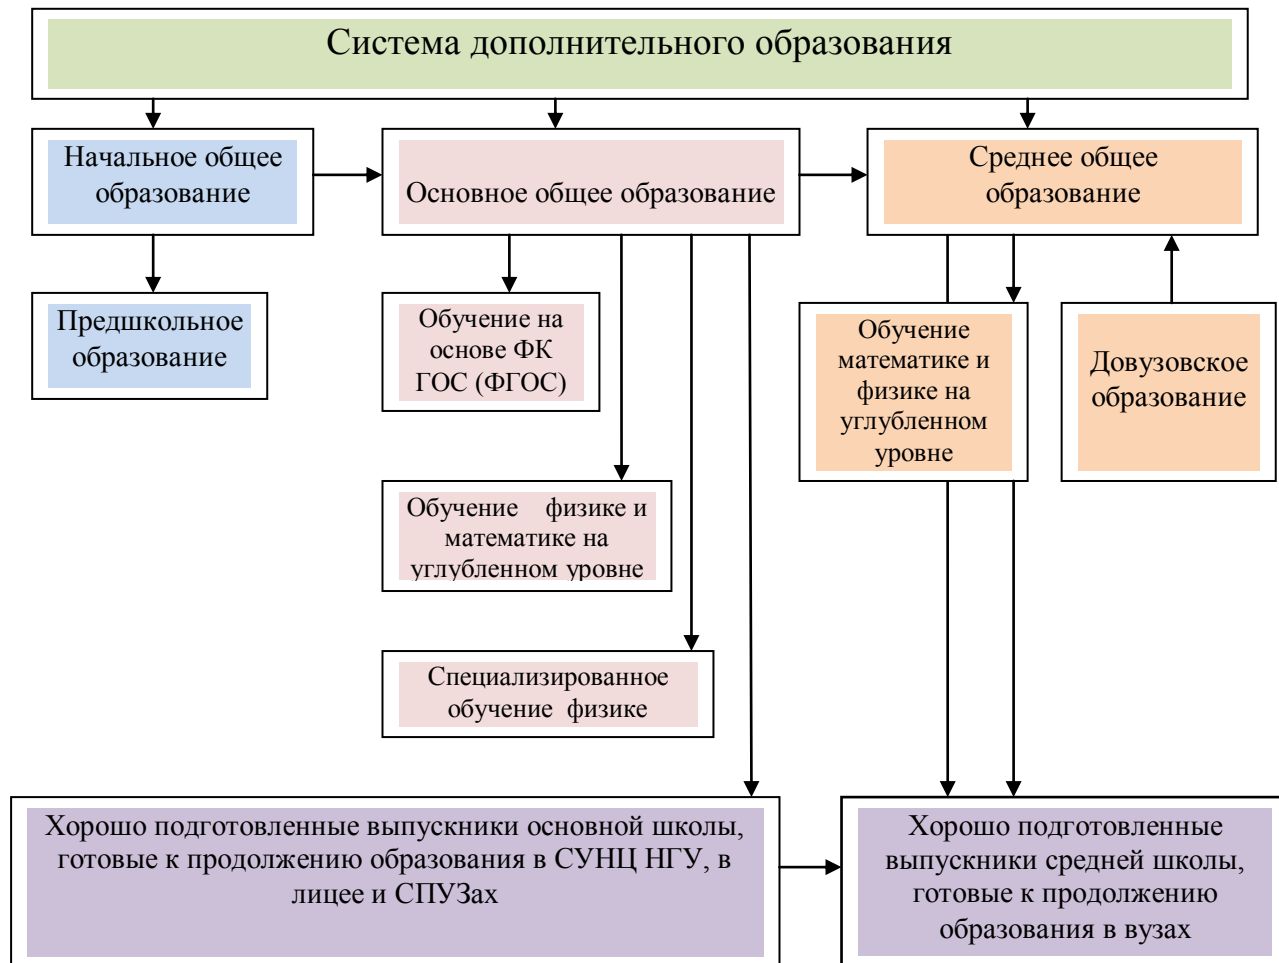 Система дополнительного образования
Начальное общее
образование
Основное общее образование
Среднее общее
образование
Предшкольное
образование
Обучение на
основе ФК
ГОС (ФГОС)
Обучение
математике и
физике на
углубленном
уровне
Довузовское
образование
Обучение физике и
математике на
углубленном уровне
Специализированное
обучение физике
Хорошо подготовленные выпускники основной школы,
готовые к продолжению образования в СУНЦ НГУ, в
лицее и СПУЗах
Хорошо подготовленные
выпускники средней школы,
готовые к продолжению
образования в вузах